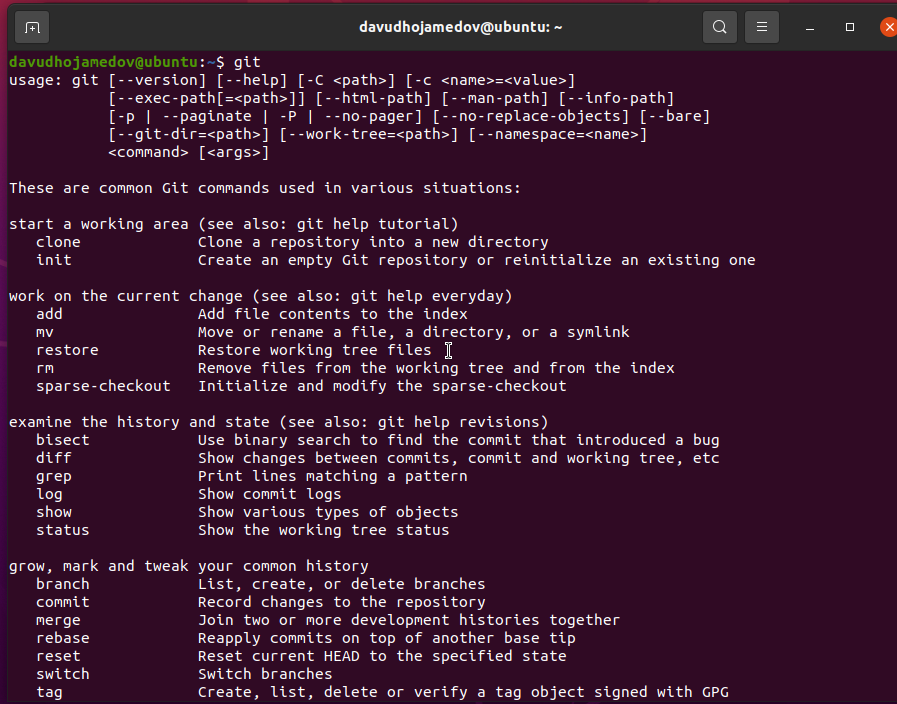 davudhojamedov@ubuntu: ~
davudhojamedov@ubuntu:~$ git
usage: git [--version] [--help] [-C <path>] [-c <name>=<value>]
           [--exec-path[=<path>]] [--html-path] [--man-path] [--info-path]
           [-p | --paginate | -P | --no-pager] [--no-replace-objects] [--bare]
           [--git-dir=<path>] [--work-tree=<path>] [--namespace=<name>]
           <command> [<args>]

These are common Git commands used in various situations:

start a working area (see also: git help tutorial)
   clone             Clone a repository into a new directory
   init              Create an empty Git repository or reinitialize an existing one

work on the current change (see also: git help everyday)
   add               Add file contents to the index
   mv                Move or rename a file, a directory, or a symlink
   restore           Restore working tree files
   rm                Remove files from the working tree and from the index
   sparse-checkout   Initialize and modify the sparse-checkout

examine the history and state (see also: git help revisions)
   bisect            Use binary search to find the commit that introduced a bug
   diff              Show changes between commits, commit and working tree, etc
   grep              Print lines matching a pattern
   log               Show commit logs
   show              Show various types of objects
   status            Show the working tree status

grow, mark and tweak your common history
   branch            List, create, or delete branches
   commit            Record changes to the repository
   merge             Join two or more development histories together
   rebase            Reapply commits on top of another base tip
   reset             Reset current HEAD to the specified state
   switch            Switch branches
   tag               Create, list, delete or verify a tag object signed with GPG